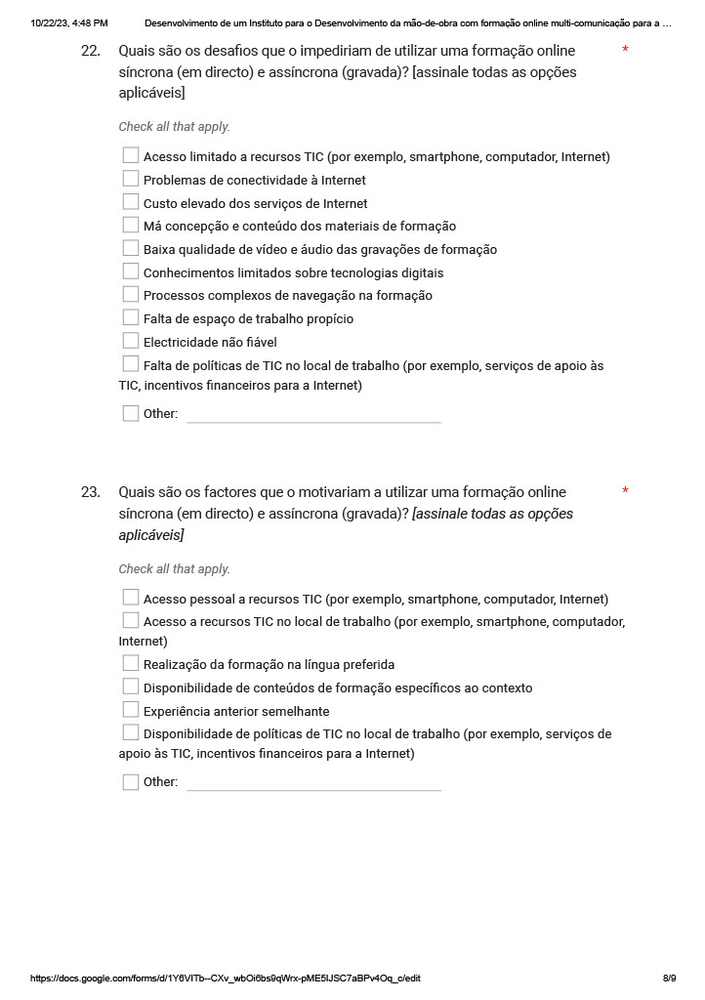 10/22/23, 4:48 PM Desenvolvimento de um Instituto para o Desenvolvimento da mão-de-obra com formação online multi-comunicação para a …
22. Quais são os desafios que o impediriam de utilizar uma formação online *
síncrona (em directo) e assíncrona (gravada)? [assinale todas as opções
aplicáveis]
Check all that apply.
Acesso limitado a recursos TIC (por exemplo, smartphone, computador, Internet)
Problemas de conectividade à Internet
Custo elevado dos serviços de Internet
Má concepção e conteúdo dos materiais de formação
Baixa qualidade de vídeo e áudio das gravações de formação
Conhecimentos limitados sobre tecnologias digitais
Processos complexos de navegação na formação
Falta de espaço de trabalho propício
Electricidade não fiável
Falta de políticas de TIC no local de trabalho (por exemplo, serviços de apoio às
TIC, incentivos financeiros para a Internet)
Other:
23. Quais são os factores que o motivariam a utilizar uma formação online *
síncrona (em directo) e assíncrona (gravada)? [assinale todas as opções
aplicáveis]
Check all that apply.
Acesso pessoal a recursos TIC (por exemplo, smartphone, computador, Internet)
Acesso a recursos TIC no local de trabalho (por exemplo, smartphone, computador,
Internet)
Realização da formação na língua preferida
Disponibilidade de conteúdos de formação específicos ao contexto
Experiência anterior semelhante
Disponibilidade de políticas de TIC no local de trabalho (por exemplo, serviços de
apoio às TIC, incentivos financeiros para a Internet)
Other:
https://docs.google.com/forms/d/1Y6VITb--CXv_wbOi6bs9qWrx-pME5IJSC7aBPv4Oq_c/edit 8/9